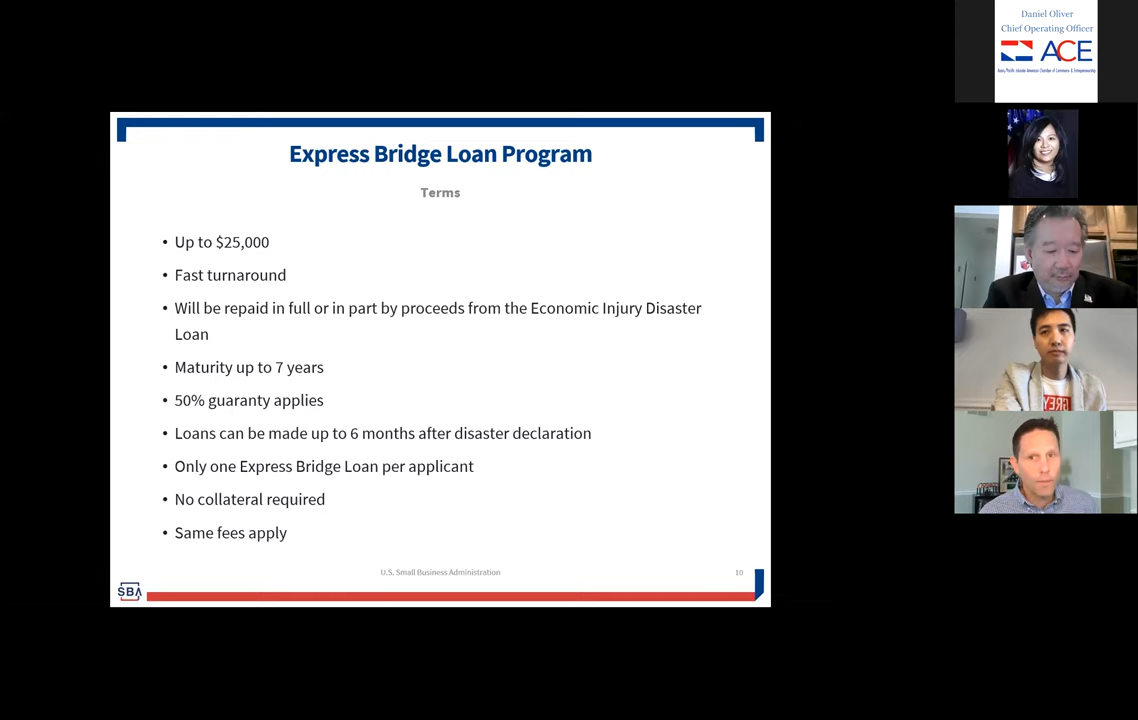 Express Bridge Loan Program
Terms
• Up to $25,000
• Fast turnaround
• Will be repaid in full or in part by proceeds from the Economic Injury Disaster
Loan
• Maturity up to 7 years
• 50% guaranty applies
• Loans can be made up to 6 months after disaster declaration
• Only one Express Bridge Loan per applicant
• No collateral required
• Same fees apply
U.S. Small Business Administration
10
SBA
Daniel Oliver
Chief Operating Officer
ACE